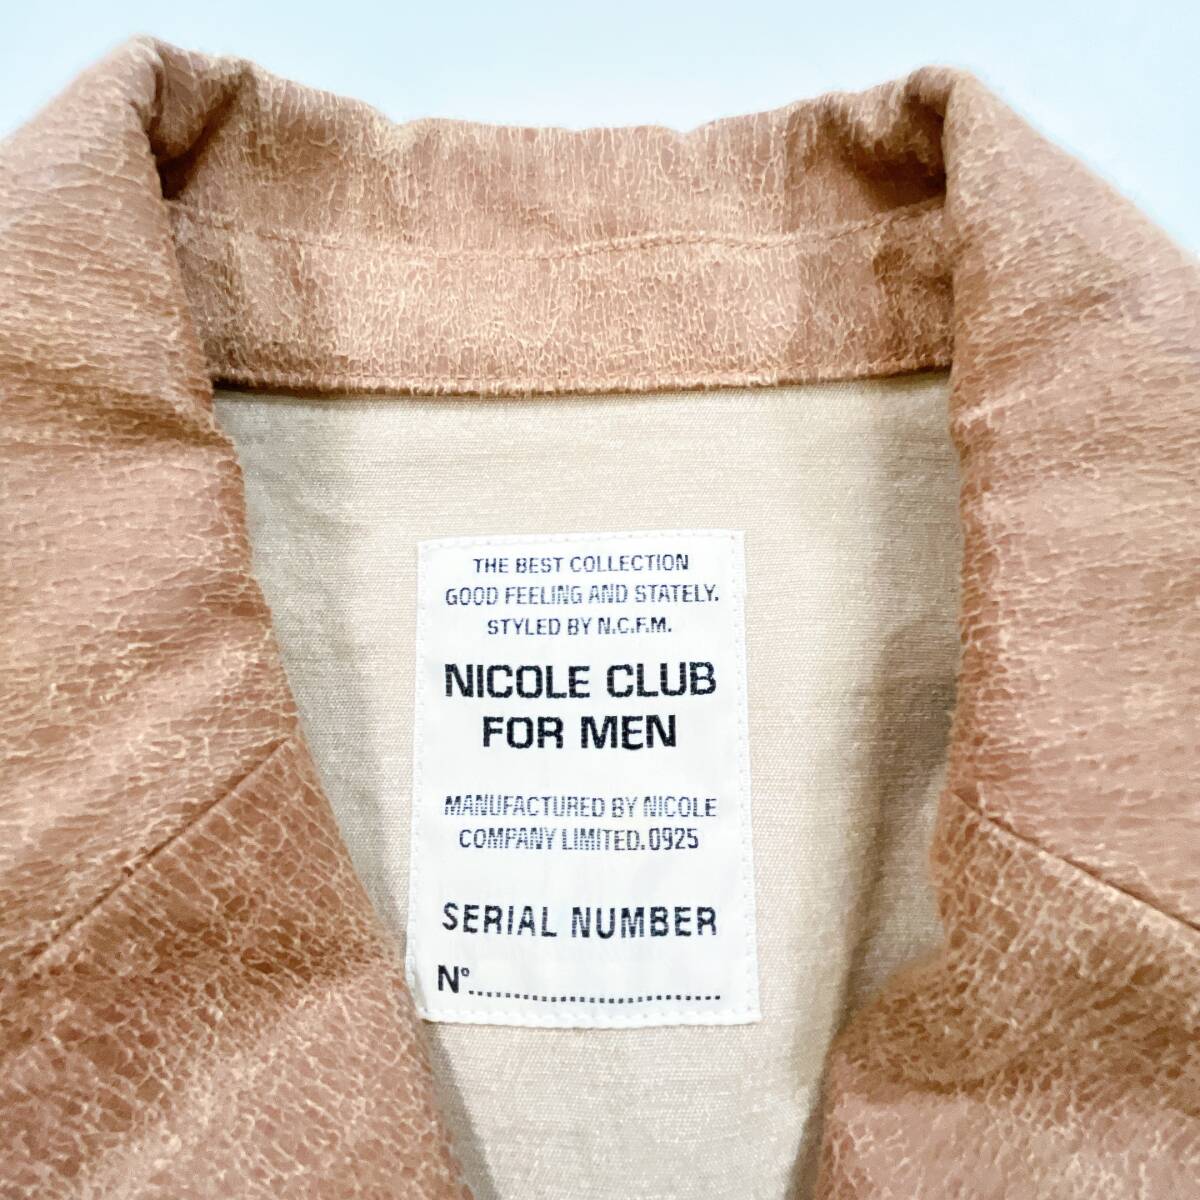 THE BEST COLLECTION
GOOD FEELING AND STATELY.
STYLED BY N.C.F.M.
NICOLE CLUB
FOR MEN
MANUFACTURED BY NICOLE
COMPANY LIMITED.0925
SERIAL NUMBER
Nº........................